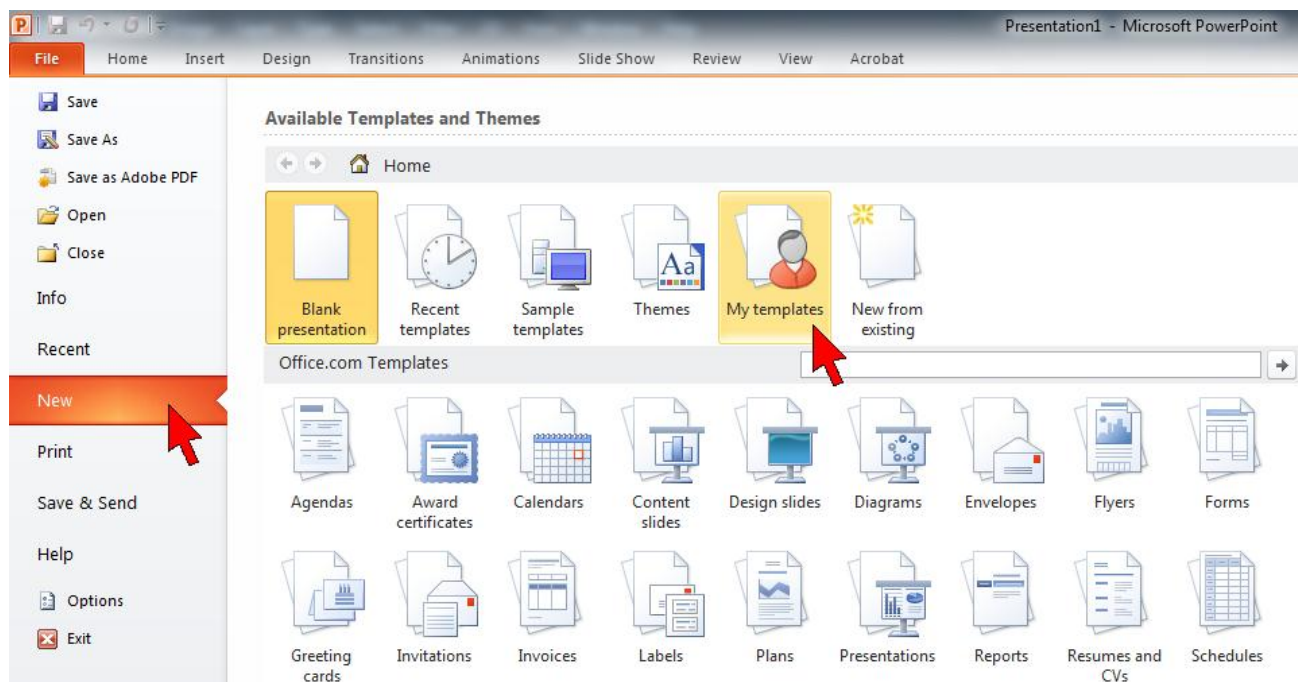 Presentation1 - Microsoft PowerPoint
File Home Insert Design Transitions Animations Slide Show Review View Acrobat
Save
Save As
Save as Adobe PDF
Open
Close
Info
Recent
New
Print
Save & Send
Help
Options
Exit
Available Templates and Themes
Home
Blank
presentation
Recent
templates
Sample
templates
Aa
Themes
My templates
New from
existing
Office.com Templates
Agendas
Award
certificates
Calendars
Content
slides
Design slides
Diagrams
Envelopes
Flyers
Forms
Greeting
cards
Invitations
Invoices
Labels
Plans
Presentations
Reports
Resumes and
CVs
Schedules